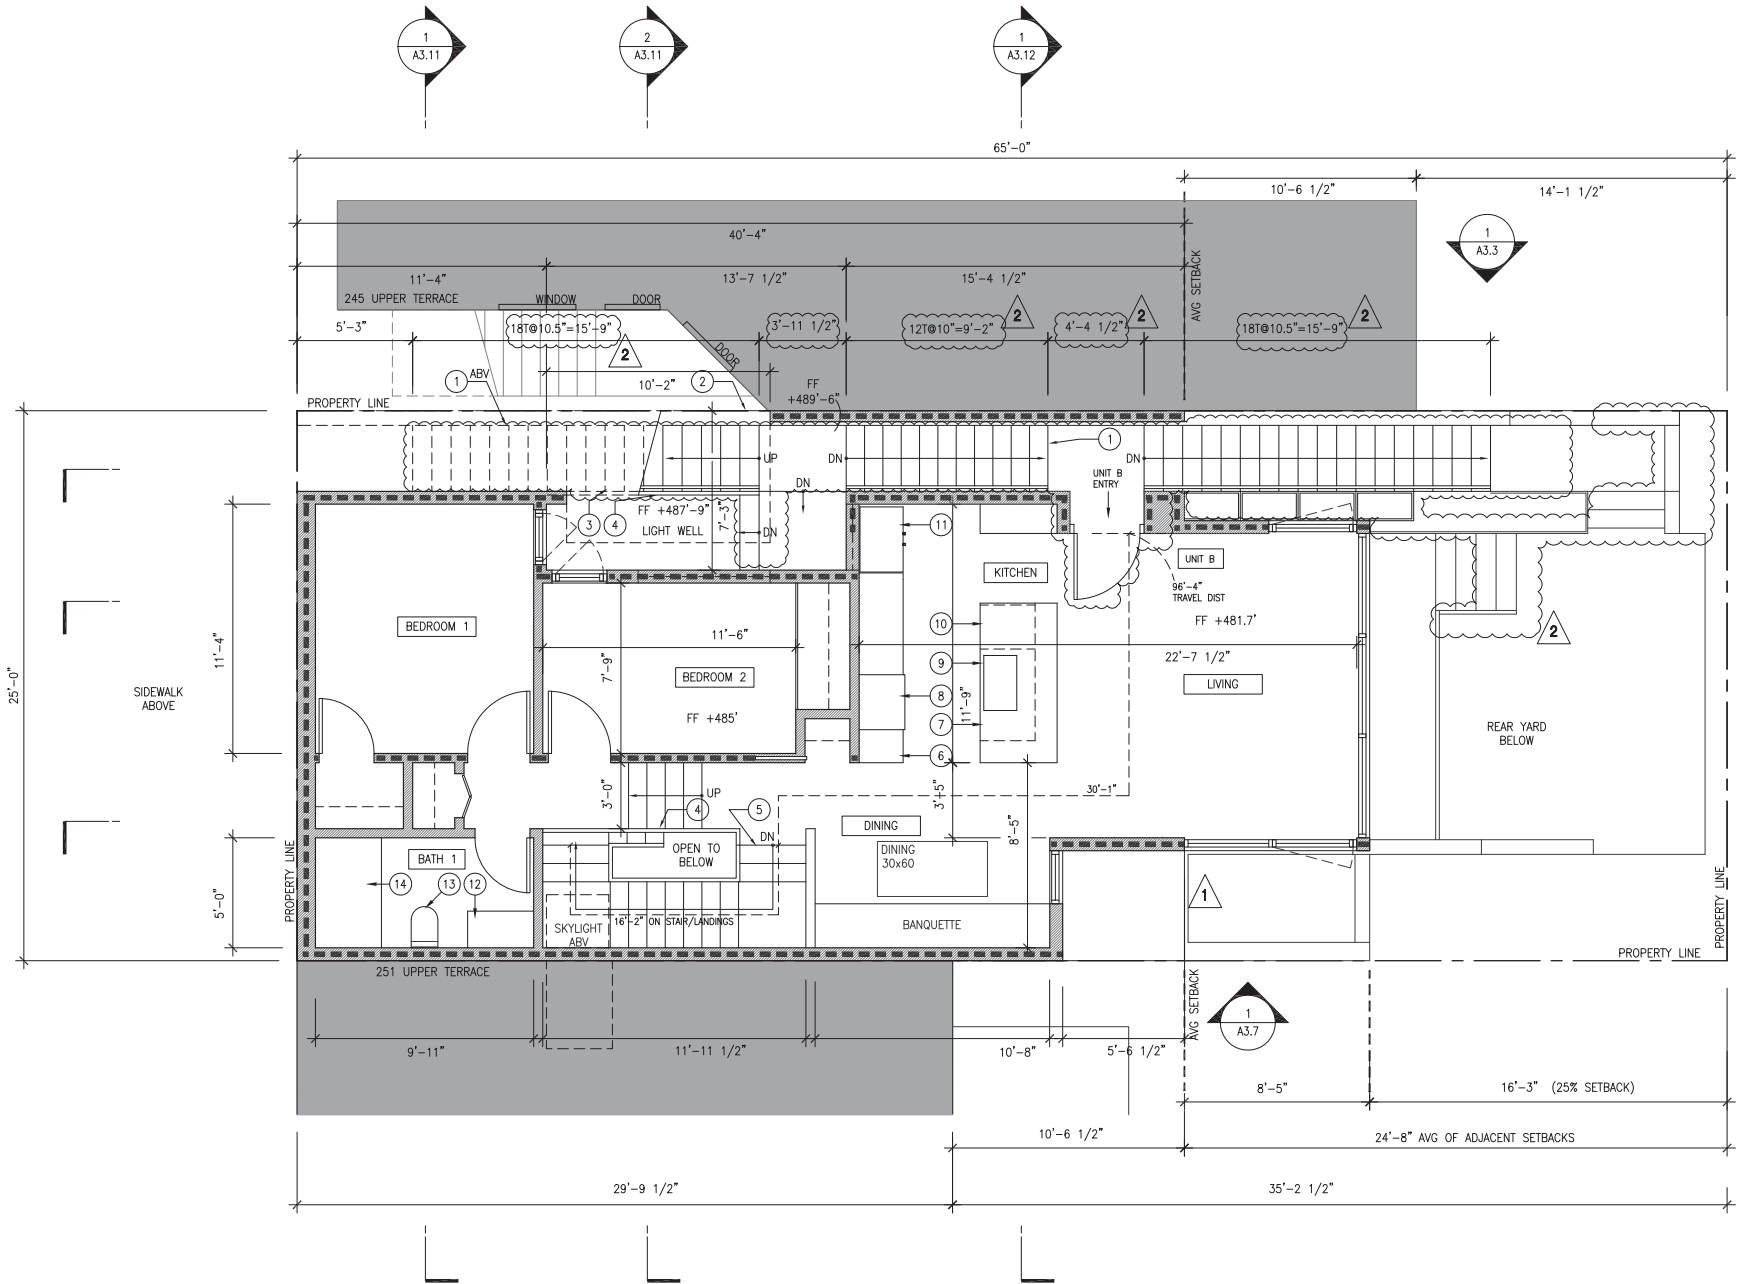 1
A3.11
2
A3.11
1
A3.12
65'-0"
10'-6 1/2"
14'-1 1/2"
40'-4"
1
A3.3
11'-4"
13'-7 1/2"
15'-4 1/2"
AVG SETBACK
245 UPPER TERRACE
WINDOW
DOOR
5'-3"
18T@10.5"=15'-9"
2
3'-11 1/2"
12T@10"=9'-2"
2
4'-4 1/2"
2
18T@10.5"=15'-9"
2
DOOR
1
ABV
10'-2"
2
FF
+489'-6"
PROPERTY LINE
1
UP
DN
DN
UNIT B
ENTRY
DN
3
4
FF +487'-9"
LIGHT WELL
7'-3"
DN
11
UNIT B
KITCHEN
96'-4"
TRAVEL DIST
FF +481.7'
25'-0"
11'-4"
BEDROOM 1
11'-6"
10
2
22'-7 1/2"
7'-9"
BEDROOM 2
9
LIVING
SIDEWALK
ABOVE
8
11'-9"
FF +485'
7
REAR YARD
BELOW
6
3'-0"
UP
4
5
3'-5"
30'-1"
DINING
8'-5"
DN
OPEN TO
BELOW
DINING
30x60
BATH 1
14
13
12
5'-0"
PROPERTY LINE
1
PROPERTY LINE
16'-2" ON STAIR/LANDINGS
SKYLIGHT
ABV
BANQUETTE
PROPERTY LINE
251 UPPER TERRACE
AVG SETBACK
1
A3.7
9'-11"
11'-11 1/2"
10'-8"
5'-6 1/2"
8'-5"
16'-3" (25% SETBACK)
10'-6 1/2"
24'-8" AVG OF ADJACENT SETBACKS
29'-9 1/2"
35'-2 1/2"